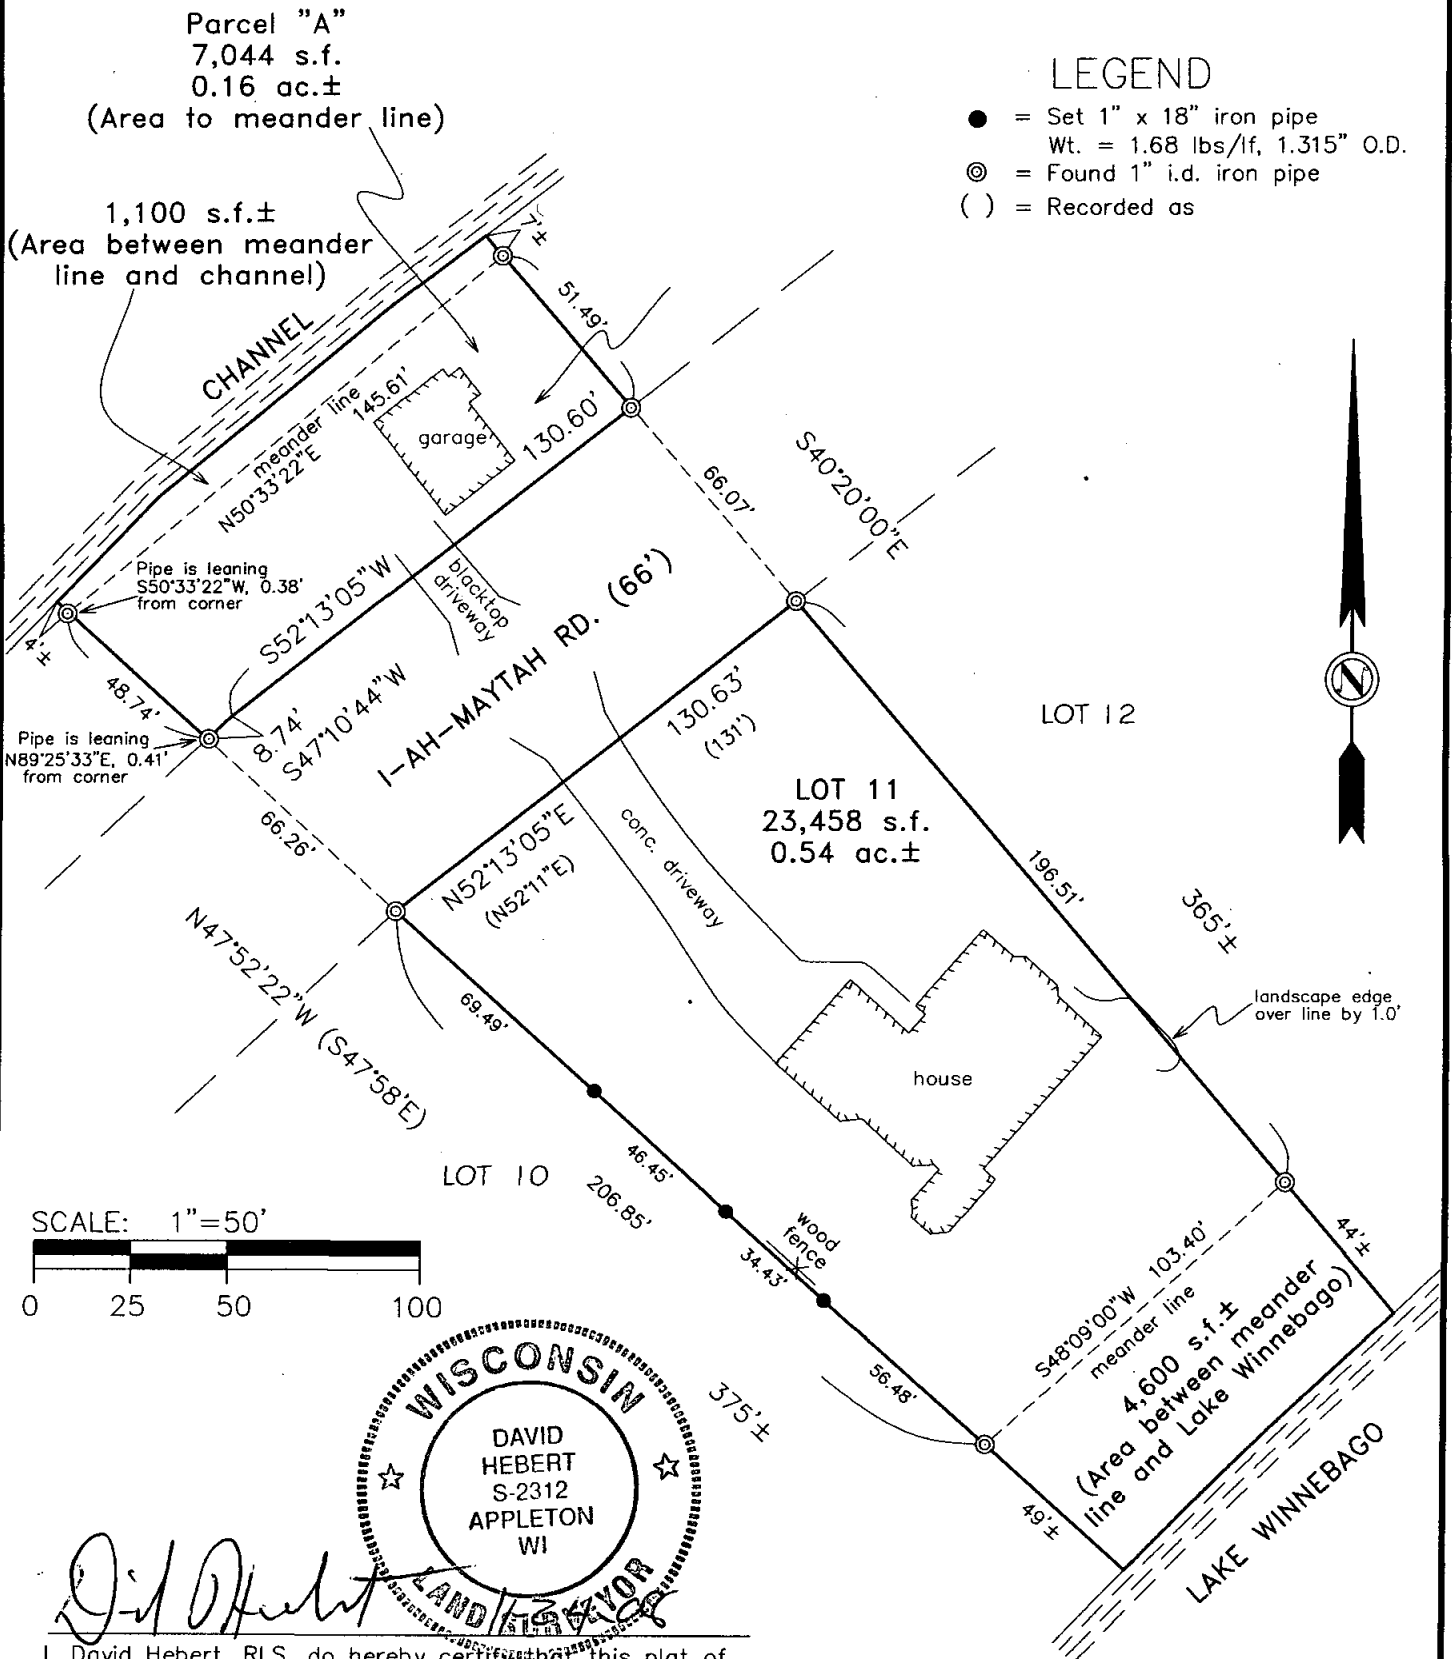 Parcel "A"
7,044 s.f.
0.16 ac.±
(Area to meander line)
1,100 s.f.±
(Area between meander
line and channel)
LEGEND
= Set 1" x 18" iron pipe
Wt. = 1.68 lbs/lf, 1.315" O.D.
= Found 1" i.d. iron pipe
( ) = Recorded as
7'±
51.49'
CHANNEL
meander line
145.61'
N50°33'22"E
garage
130.60'
66.07'
S40°20'00"E
Pipe is leaning
S50°33'22"W, 0.38'
from corner
4'±
48.74'
S52°13'05"W
blacktop
driveway
I-AH-MAYTAH RD. (66')
8.74'
S47°10'44"W
Pipe is leaning
N89°25'33"E, 0.41'
from corner
66.26'
130.63'
(131')
LOT 12
LOT 11
23,458 s.f.
0.54 ac.±
N52°13'05"E
(N52°11"E)
conc. driveway
196.51'
365'±
N
N47°52'22"W (S47°58'E)
69.49'
landscape edge
over line by 1.0'
house
LOT 10
46.45'
206.85'
wood
fence
34.43'
SCALE: 1"=50'
0 25 50 100
44'±
S48°09'00"W 103.40'
meander line
4,600 s.f.±
(Area between meander
line and Lake Winnebago)
56.48'
375'±
49'±
LAKE WINNEBAGO
WISCONSIN
DAVID
HEBERT
S-2312
APPLETON
WI
LAND SURVEYOR
I, David Hebert, RLS, do hereby certify that this plat of